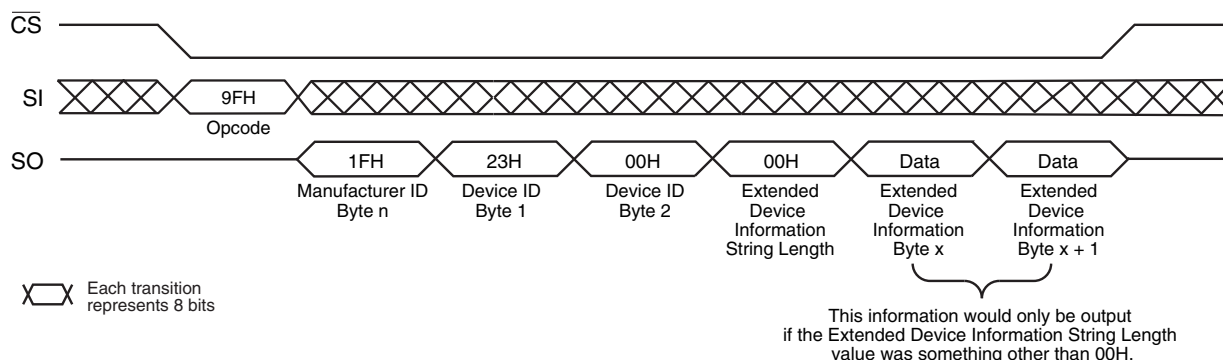 CS
SI
9FH
Opcode
SO
1FH
23H
00H
00H
Data
Data
Manufacturer ID
Byte n
Device ID
Byte 1
Device ID
Byte 2
Extended
Device
Information
String Length
Extended
Device
Information
Byte x
Extended
Device
Information
Byte x + 1
Each transition
represents 8 bits
This information would only be output
if the Extended Device Information String Length
value was something other than 00H.